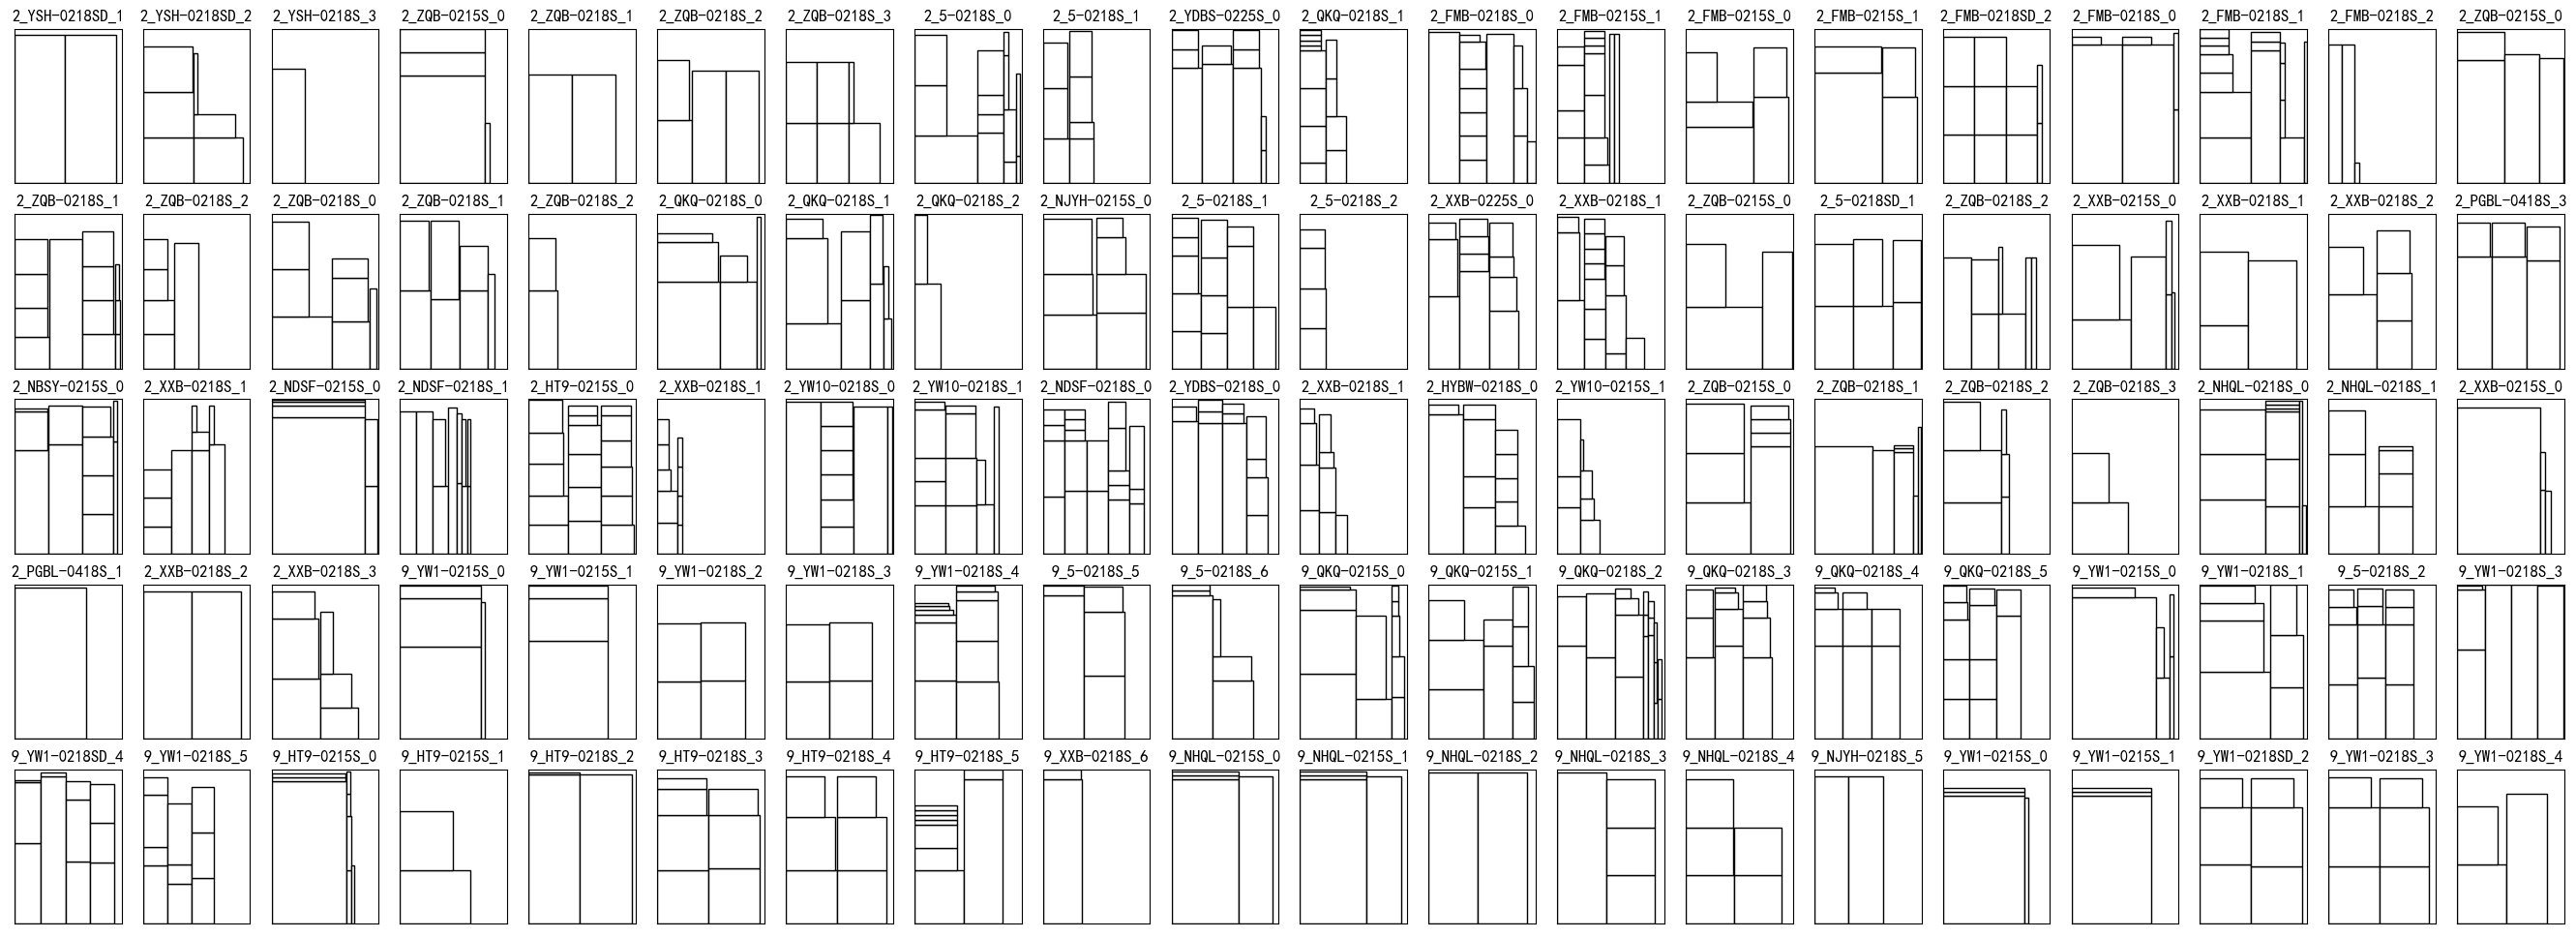 2_YSH-0218SD_1 2_YSH-0218SD_2 2_YSH-0218S_3 2_ZQB-0215S_0 2_ZQB-0218S_1 2_ZQB-0218S_2 2_ZQB-0218S_3 2_5-0218S_0 2_5-0218S_1 2_YDBS-0225S_0 2_QKQ-0218S_1 2_FMB-0218S_0 2_FMB-0215S_1 2_FMB-0215S_0 2_FMB-0218S_1 2_FMB-0218SD_2 2_FMB-0218S_0 2_FMB-0218S_1 2_FMB-0218S_2 2_ZQB-0215S_0
2_ZQB-0218S_1 2_ZQB-0218S_2 2_ZQB-0218S_0 2_ZQB-0218S_1 2_ZQB-0218S_2 2_QKQ-0218S_0 2_QKQ-0218S_1 2_QKQ-0218S_2 2_NJYH-0215S_0 2_5-0218S_1 2_5-0218S_2 2_XXB-0225S_0 2_XXB-0218S_1 2_ZQB-0215S_0 2_5-0218SD_1 2_ZQB-0218S_2 2_XXB-0215S_0 2_XXB-0218S_1 2_XXB-0218S_2 2_PGBL-0418S_3
2_NBSY-0215S_0 2_XXB-0218S_1 2_NDSF-0215S_0 2_NDSF-0218S_1 2_HT9-0215S_0 2_XXB-0218S_1 2_YW10-0218S_0 2_YW10-0218S_1 2_NDSF-0218S_0 2_YDBS-0218S_0 2_XXB-0218S_1 2_HYBW-0218S_0 2_YW10-0215S_1 2_ZQB-0215S_0 2_ZQB-0218S_1 2_ZQB-0218S_2 2_ZQB-0218S_3 2_NHQL-0218S_0 2_NHQL-0218S_1 2_XXB-0215S_0
2_PGBL-0418S_1 2_XXB-0218S_2 2_XXB-0218S_3 9_YW1-0215S_0 9_YW1-0215S_1 9_YW1-0218S_2 9_YW1-0218S_3 9_YW1-0218S_4 9_5-0218S_5 9_5-0218S_6 9_QKQ-0215S_0 9_QKQ-0215S_1 9_QKQ-0218S_2 9_QKQ-0218S_3 9_QKQ-0218S_4 9_QKQ-0218S_5 9_YW1-0215S_0 9_YW1-0218S_1 9_5-0218S_2 9_YW1-0218S_3
9_YW1-0218SD_4 9_YW1-0218S_5 9_HT9-0215S_0 9_HT9-0215S_1 9_HT9-0218S_2 9_HT9-0218S_3 9_HT9-0218S_4 9_HT9-0218S_5 9_XXB-0218S_6 9_NHQL-0215S_0 9_NHQL-0215S_1 9_NHQL-0218S_2 9_NHQL-0218S_3 9_NHQL-0218S_4 9_NJYH-0218S_5 9_YW1-0215S_0 9_YW1-0215S_1 9_YW1-0218SD_2 9_YW1-0218S_3 9_YW1-0218S_4